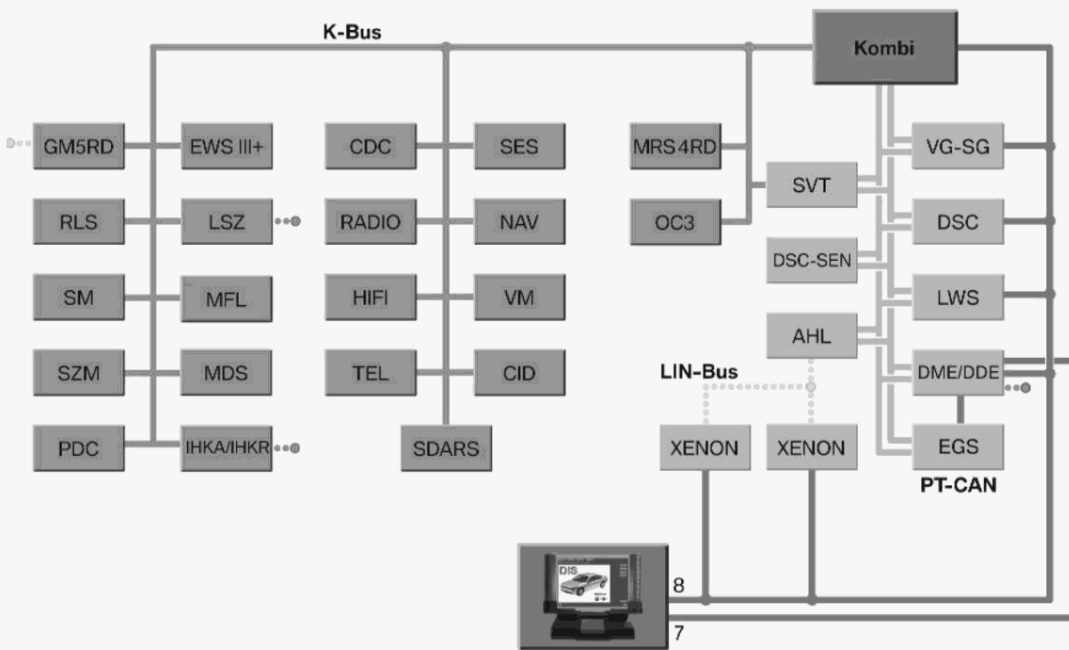 K-Bus
Kombi
GM5RD
EWS III+
CDC
SES
MRS4RD
VG-SG
SVT
RLS
LSZ
RADIO
NAV
OC3
DSC
DSC-SEN
SM
MFL
HIFI
VM
LWS
AHL
SZM
MDS
TEL
CID
LIN-Bus
DME/DDE
PDC
IHKA/IHKR
SDARS
XENON
XENON
EGS
PT-CAN
DIS
8
7